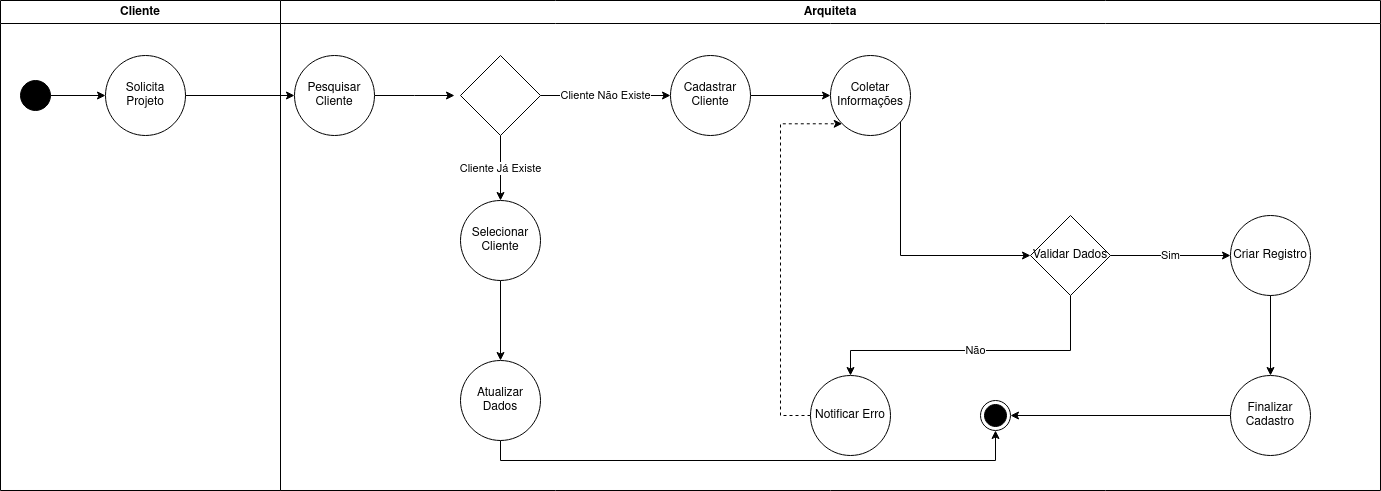 Cliente
Arquiteta
Solicita
Projeto
Pesquisar
Cliente
Cliente Não Existe
Cadastrar
Cliente
Coletar
Informações
Cliente Já Existe
Selecionar
Cliente
Validar Dados
Sim
Criar Registro
Não
Atualizar
Dados
Notificar Erro
Finalizar
Cadastro